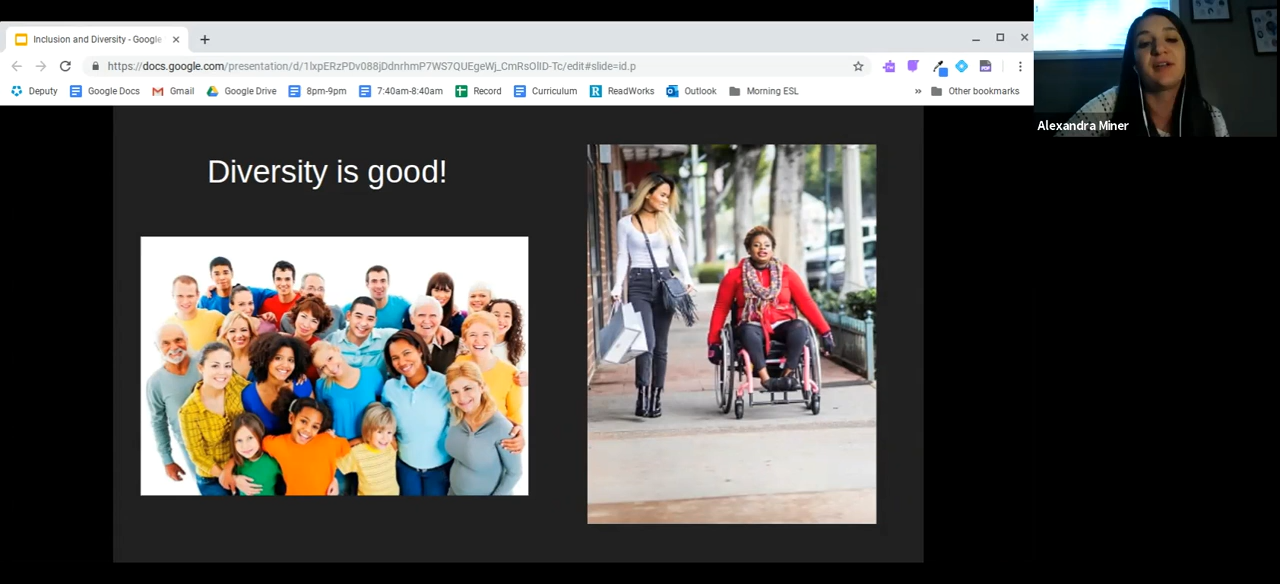 Inclusion and Diversity - Google
https://docs.google.com/presentation/d/1lxpERzPDv088jDdnrhmP7WS7QUEgeWj_CmRsOlID-Tc/edit#slide=id.p
Deputy Google Docs Gmail Google Drive 8pm-9pm 7:40am-8:40am Record Curriculum ReadWorks Outlook Morning ESL » Other bookmarks
Alexandra Miner
Diversity is good!